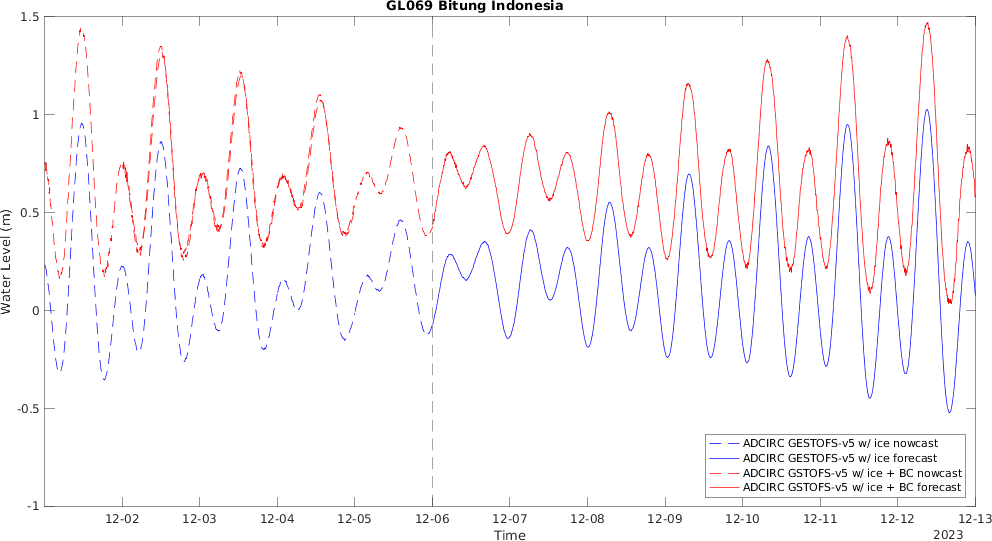 GL069 Bitung Indonesia
1.5
1
0.5
0
-0.5
-1
Water Level (m)
ADCIRC GESTOFS-v5 w/ ice nowcast
ADCIRC GESTOFS-v5 w/ ice forecast
ADCIRC GSTOFS-v5 w/ ice + BC nowcast
ADCIRC GSTOFS-v5 w/ ice + BC forecast
12-02 12-03 12-04 12-05 12-06 12-07 12-08 12-09 12-10 12-11 12-12 12-13
Time
2023